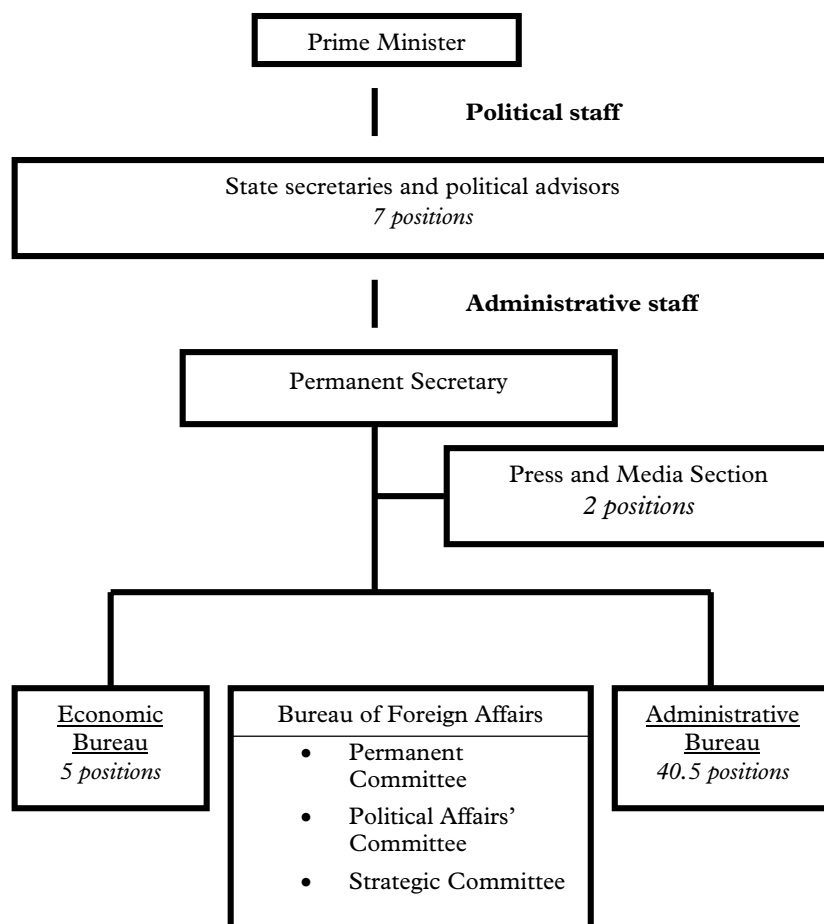 Prime Minister
Political staff
State secretaries and political advisors
7 positions
Administrative staff
Permanent Secretary
Press and Media Section
2 positions
Economic
Bureau
5 positions
Bureau of Foreign Affairs
• Permanent
Committee
• Political Affairs’
Committee
• Strategic Committee
Administrative
Bureau
40.5 positions